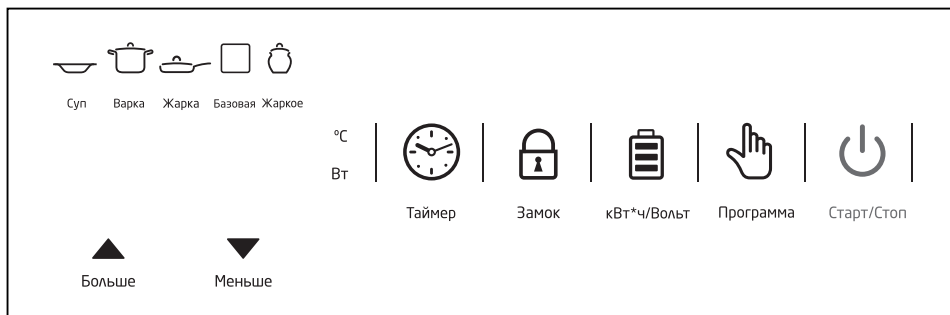 Суп Варка Жарка Базовая Жаркое
°C
Вт
Таймер Замок кВт*ч/Вольт Программа Старт/Стоп
Больше Меньше